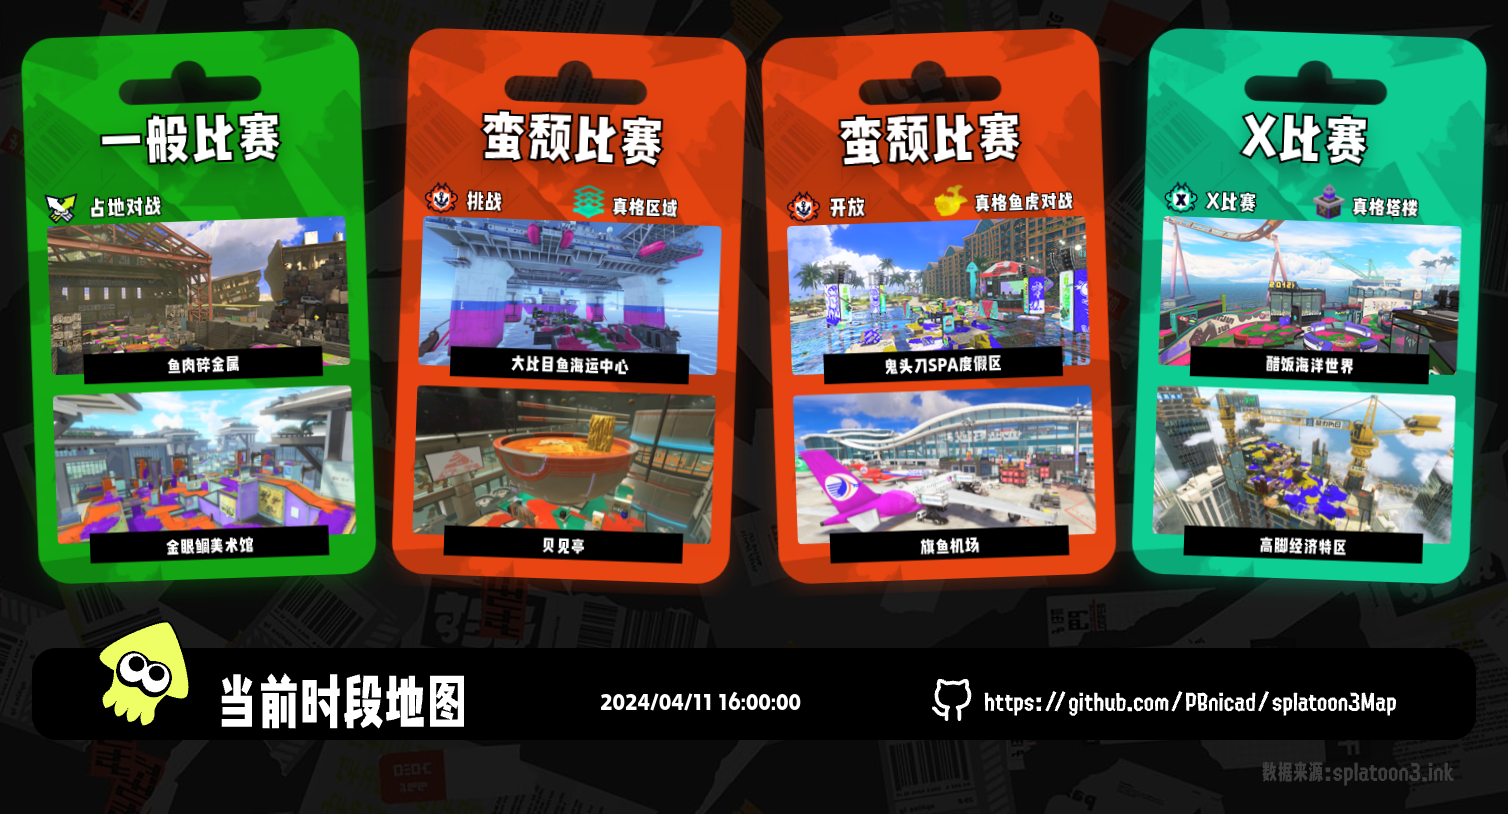 一般比赛
占地对战
鱼肉碎金属
金眼鲷美术馆
蛮颓比赛
挑战
真格区域
大比目鱼海运中心
贝见亭
蛮颓比赛
开放
真格鱼虎对战
鬼头刀SPA度假区
旗鱼机场
X比赛
X比赛
真格塔楼
醋饭海洋世界
高脚经济特区
当前时段地图
2024/04/11 16:00:00
https://github.com/PBnicad/splatoon3Map
数据来源:splatoon3.ink